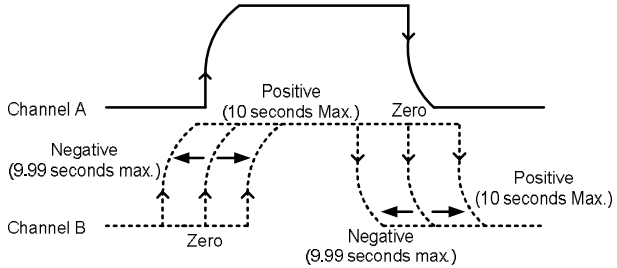 Positive
(10 seconds Max.)
Channel A
Zero
Negative
(9.99 seconds max.)
Positive
(10 seconds Max.)
Channel B
Zero
Negative
(9.99 seconds max.)